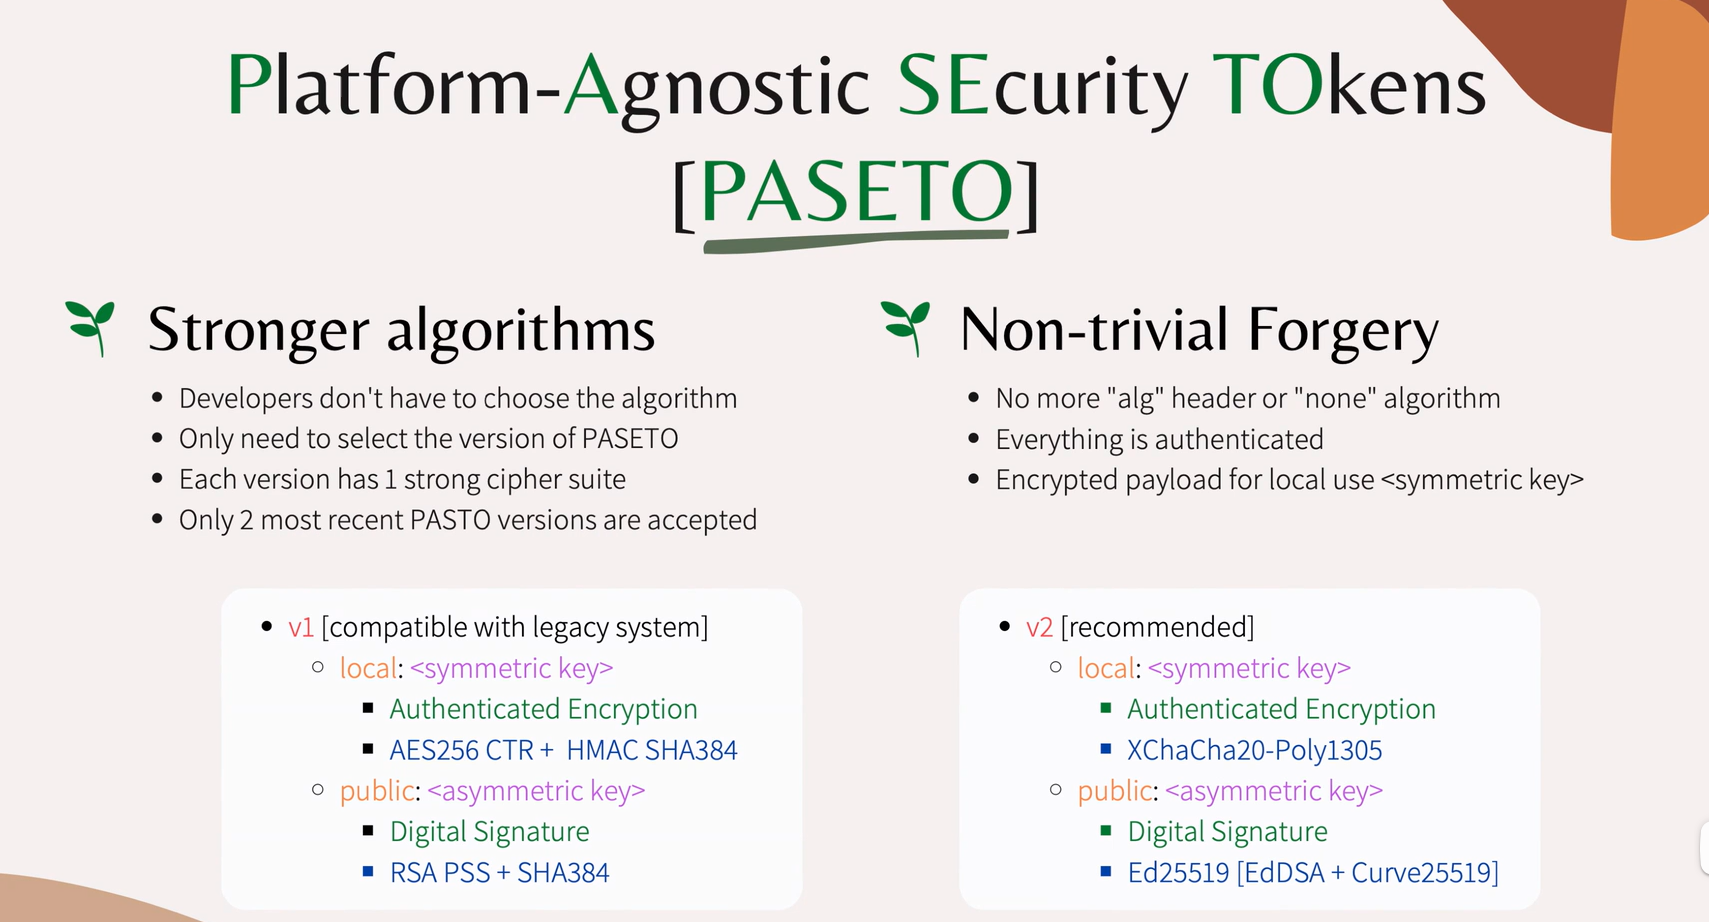 Platform-Agnostic SEcurity TOkens
[PASETO]
Stronger algorithms
• Developers don't have to choose the algorithm
• Only need to select the version of PASETO
• Each version has 1 strong cipher suite
• Only 2 most recent PASTO versions are accepted
Non-trivial Forgery
• No more "alg" header or "none" algorithm
• Everything is authenticated
• Encrypted payload for local use <symmetric key>
• v1 [compatible with legacy system]
○ local: <symmetric key>
■ Authenticated Encryption
■ AES256 CTR + HMAC SHA384
○ public: <asymmetric key>
■ Digital Signature
■ RSA PSS + SHA384
• v2 [recommended]
○ local: <symmetric key>
■ Authenticated Encryption
■ XChaCha20-Poly1305
○ public: <asymmetric key>
■ Digital Signature
■ Ed25519 [EdDSA + Curve25519]